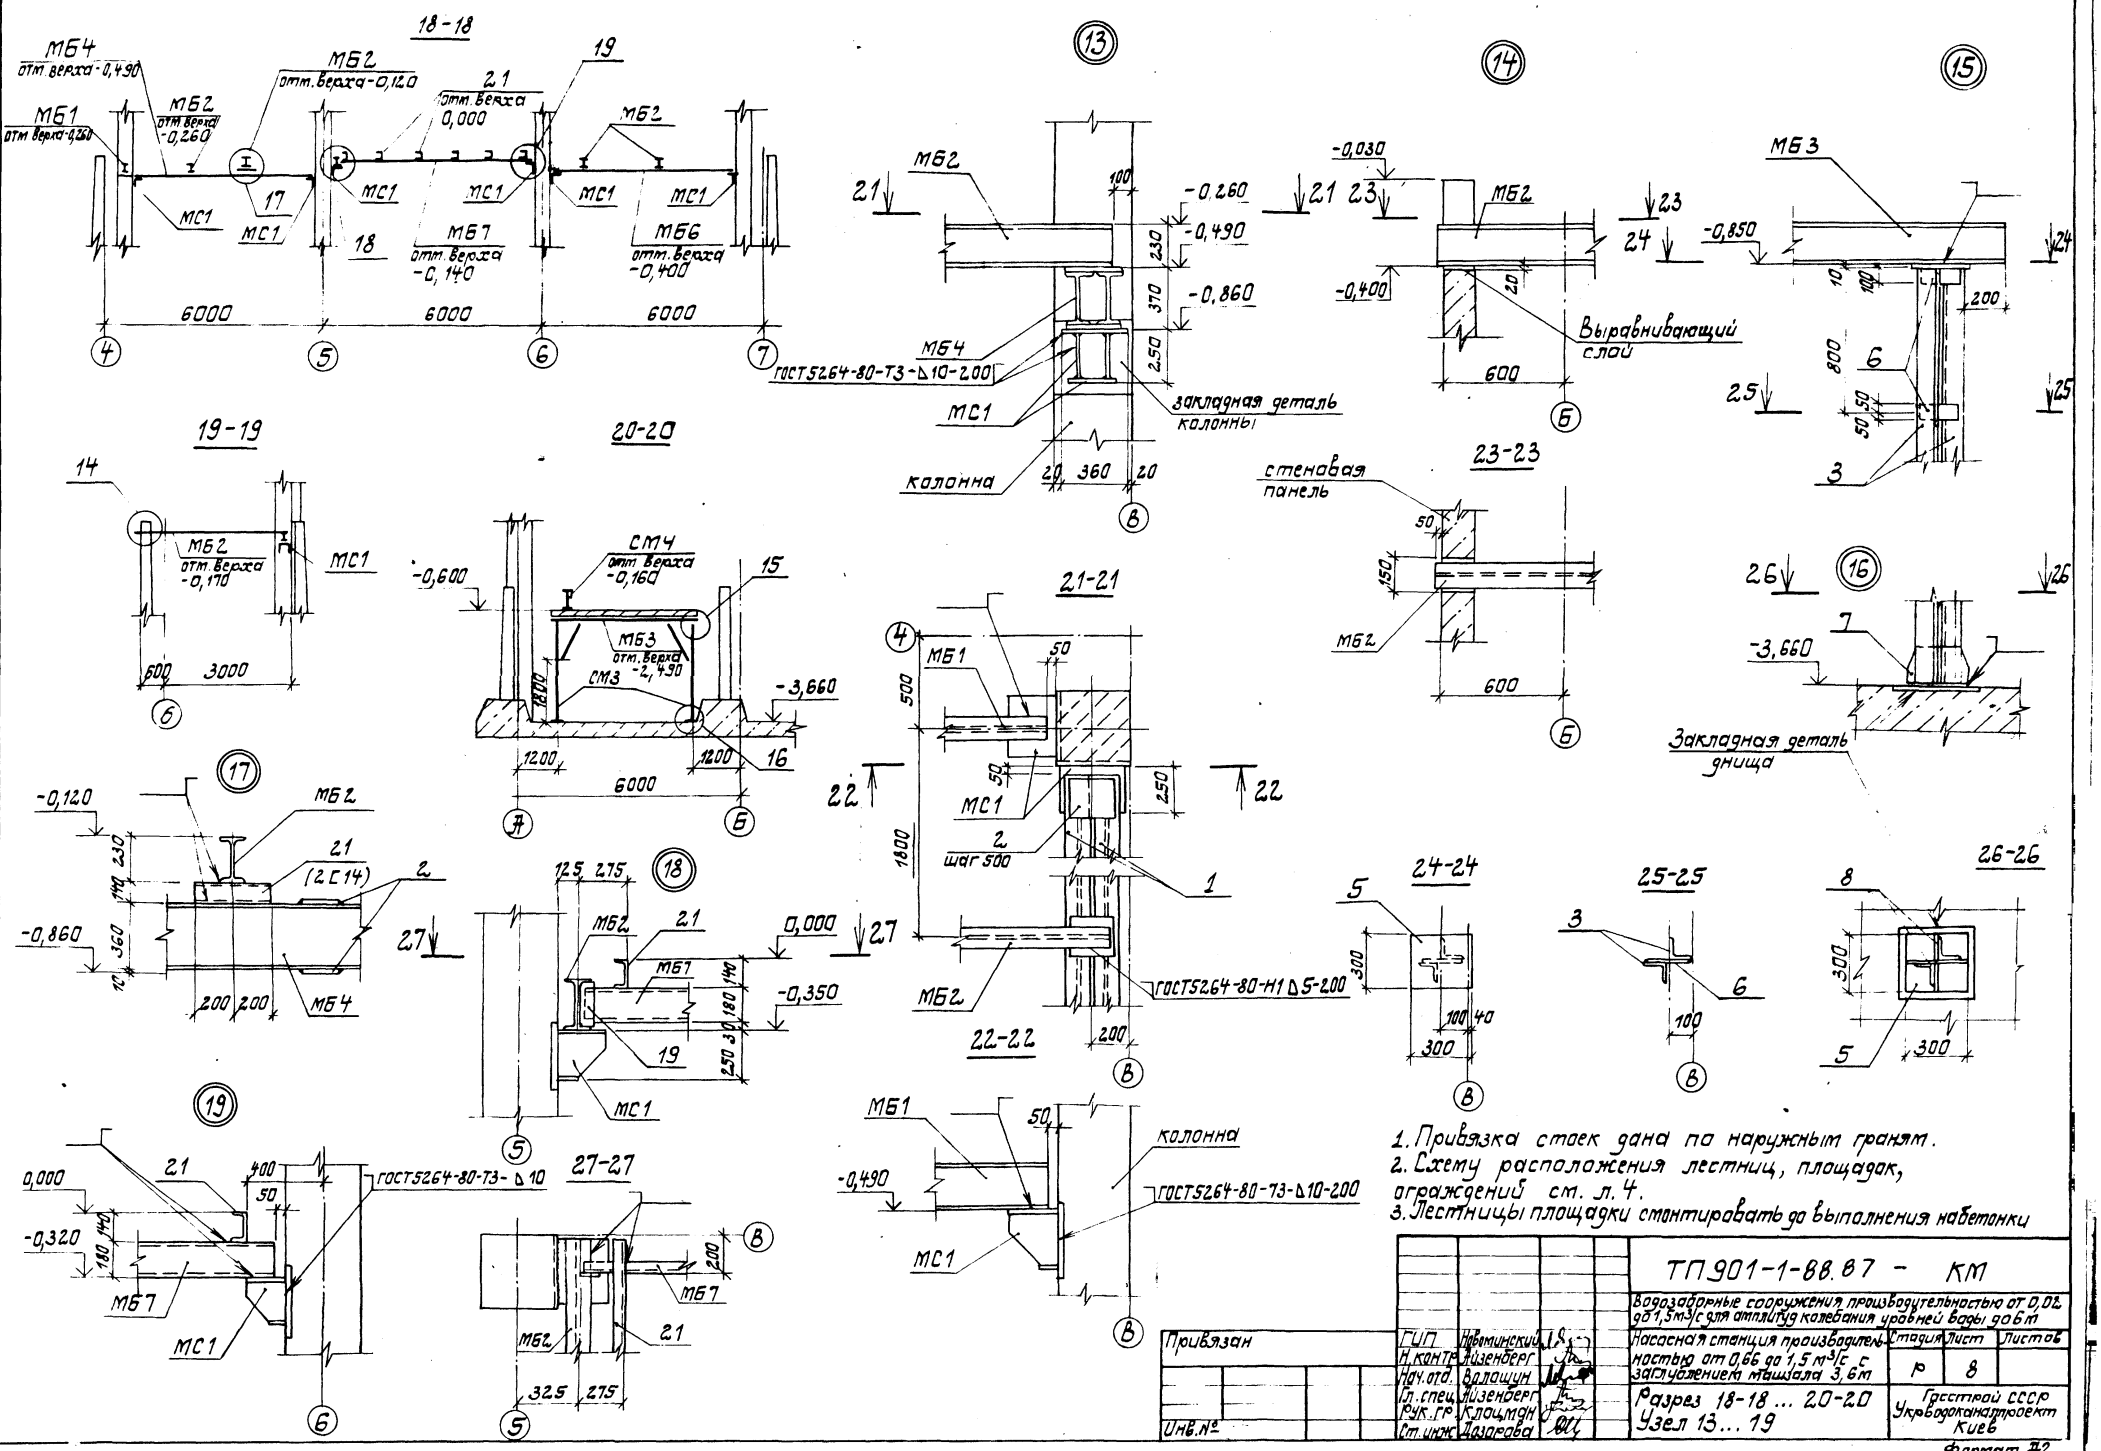 18-18
МБ4
отм. верха -0,490
МБ2
отм. верха -0,120
21
отм. верха
0,000
19
МБ1
отм верха -0,260
МБ2
отм верха
-0,260
МБ2
17
18
МС1
МС1
МС1
МС1
МС1
МС1
МБ7
отм. верха
-0,140
МБ6
отм. верха
-0,400
6000
6000
6000
4
5
6
7
13
МБ2
100
21
21
-0,260
-0,490
-0,860
230
370
250
МБ4
ГОСТ 5264-80-Т3-⊿10-200
МС1
закладная деталь
колонны
колонна
20
360
20
В
14
-0,030
23
23
МБ2
24
-0,400
20
Выравнивающий
слой
600
Б
15
МБ3
-0,850
24
10
100
200
800
6
25
25
50
50
3
19-19
14
МБ2
отм. верха
-0,170
МС1
600
3000
Б
20-20
СМ4
отм верха
-0,160
15
-0,600
МБ3
отм. верха
-2,490
СМ3
1800
-3,660
16
1200
1200
6000
А
Б
21-21
4
МБ1
50
500
50
МС1
250
22
22
2
шаг 500
1800
1
МБ2
ГОСТ 5264-80-Н1⊿5-200
200
В
23-23
стеновая
панель
50
150
МБ2
600
Б
16
26
26
7
-3,660
Закладная деталь
днища
17
-0,120
МБ2
230
21
(2 [ 14)
2
140
-0,860
360
10
200
200
МБ4
18
125
275
МБ2
21
27
27
0,000
МБ7
-0,350
140
180
30
250
19
МС1
5
24-24
5
300
100
40
300
В
25-25
3
6
100
В
26-26
8
300
5
300
19
21
400
50
ГОСТ 5264-80-Т3-⊿10
0,000
-0,320
140
180
МБ7
МС1
6
27-27
В
200
МБ7
МБ2
21
325
275
5
22-22
МБ1
50
колонна
-0,490
ГОСТ 5264-80-Т3-⊿10-200
МС1
В
1. Привязка стоек дана по наружным граням.
2. Схему расположения лестниц, площадок,
ограждений см. л. 4.
3. Лестницы площадки смонтировать до выполнения набетонки
ТП 901-1-88.87 - КМ
Водозаборные сооружения производительностью от 0,02
до 1,5м³/с для амплитуд колебания уровней воды до 6 м
Привязан
Инв.№
ГИП Новоминский
Н.контр Айзенберг
Нач.отд. Волошин
Гл.спец. Айзенберг
Рук.гр. Клоцман
Ст.инж
Насосная станция производитель-
ностью от 0,66 до 1,5 м³/с с
заглублением машзала 3,6м
Стадия Лист Листов
Р 8
Разрез 18-18 ... 20-20
Узел 13 ... 19
Госстрой СССР
Укрводоканалпроект
Киев
Формат А2